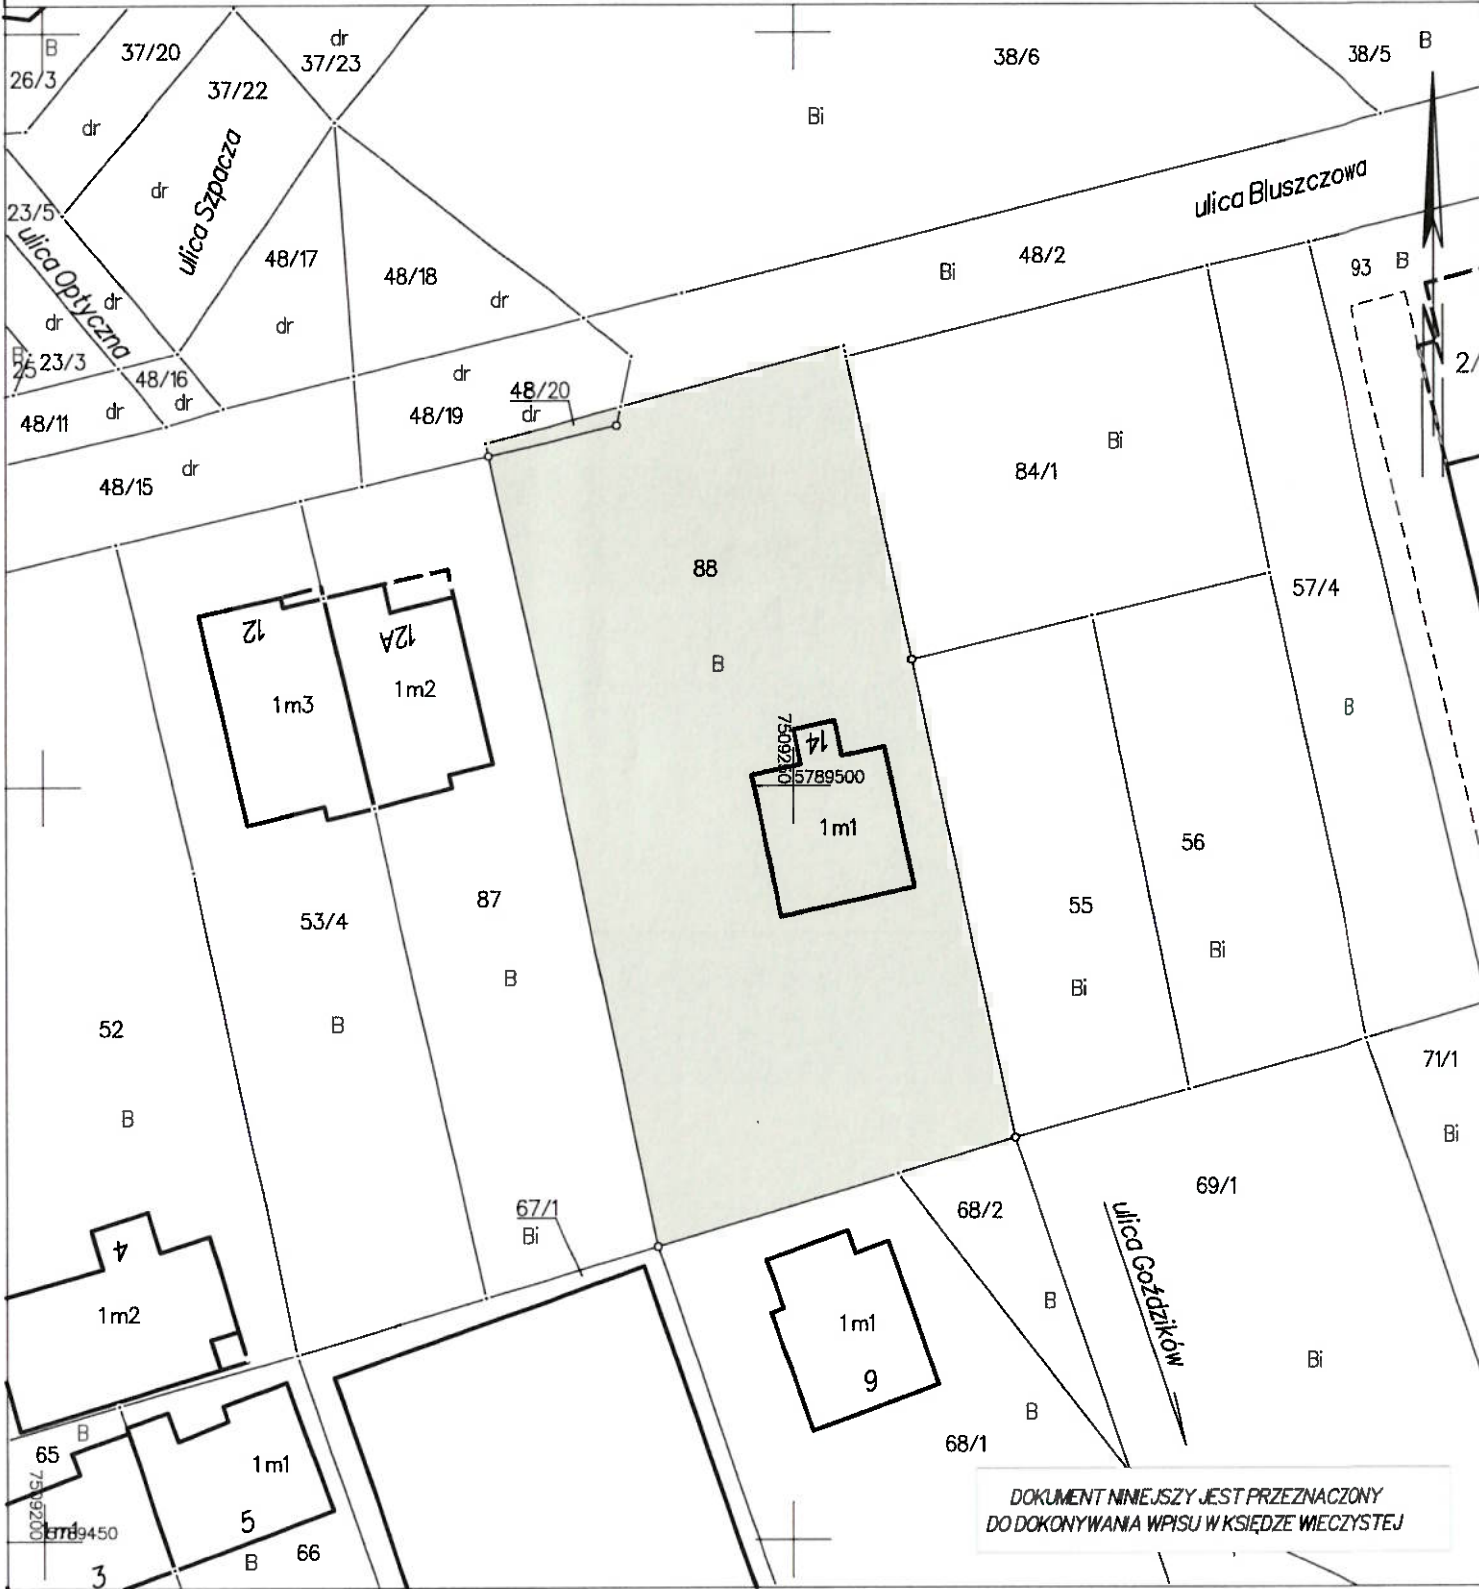 B
37/20
dr
37/23
26/3
37/22
38/6
38/5
B
dr
Bi
dr
ulica Szpacza
ulica Bluszczowa
23/5
ulica Optyczna
48/17
48/18
48/2
93
B
Bi
dr
dr
dr
dr
B
25
23/3
48/16
dr
48/20
2/
48/11
dr
dr
48/19
dr
Bi
84/1
dr
48/15
88
57/4
12
12A
1m3
1m2
B
B
14
7509250
5789500
1m1
56
53/4
87
55
Bi
B
Bi
52
B
B
71/1
Bi
67/1
Bi
68/2
69/1
ulica Goździków
4
1m2
B
1m1
Bi
9
B
68/1
65
B
1m1
7509200
5789450
5
B
66
3
DOKUMENT NINIEJSZY JEST PRZEZNACZONY
DO DOKONYWANIA WPISU W KSIĘDZE WIECZYSTEJ